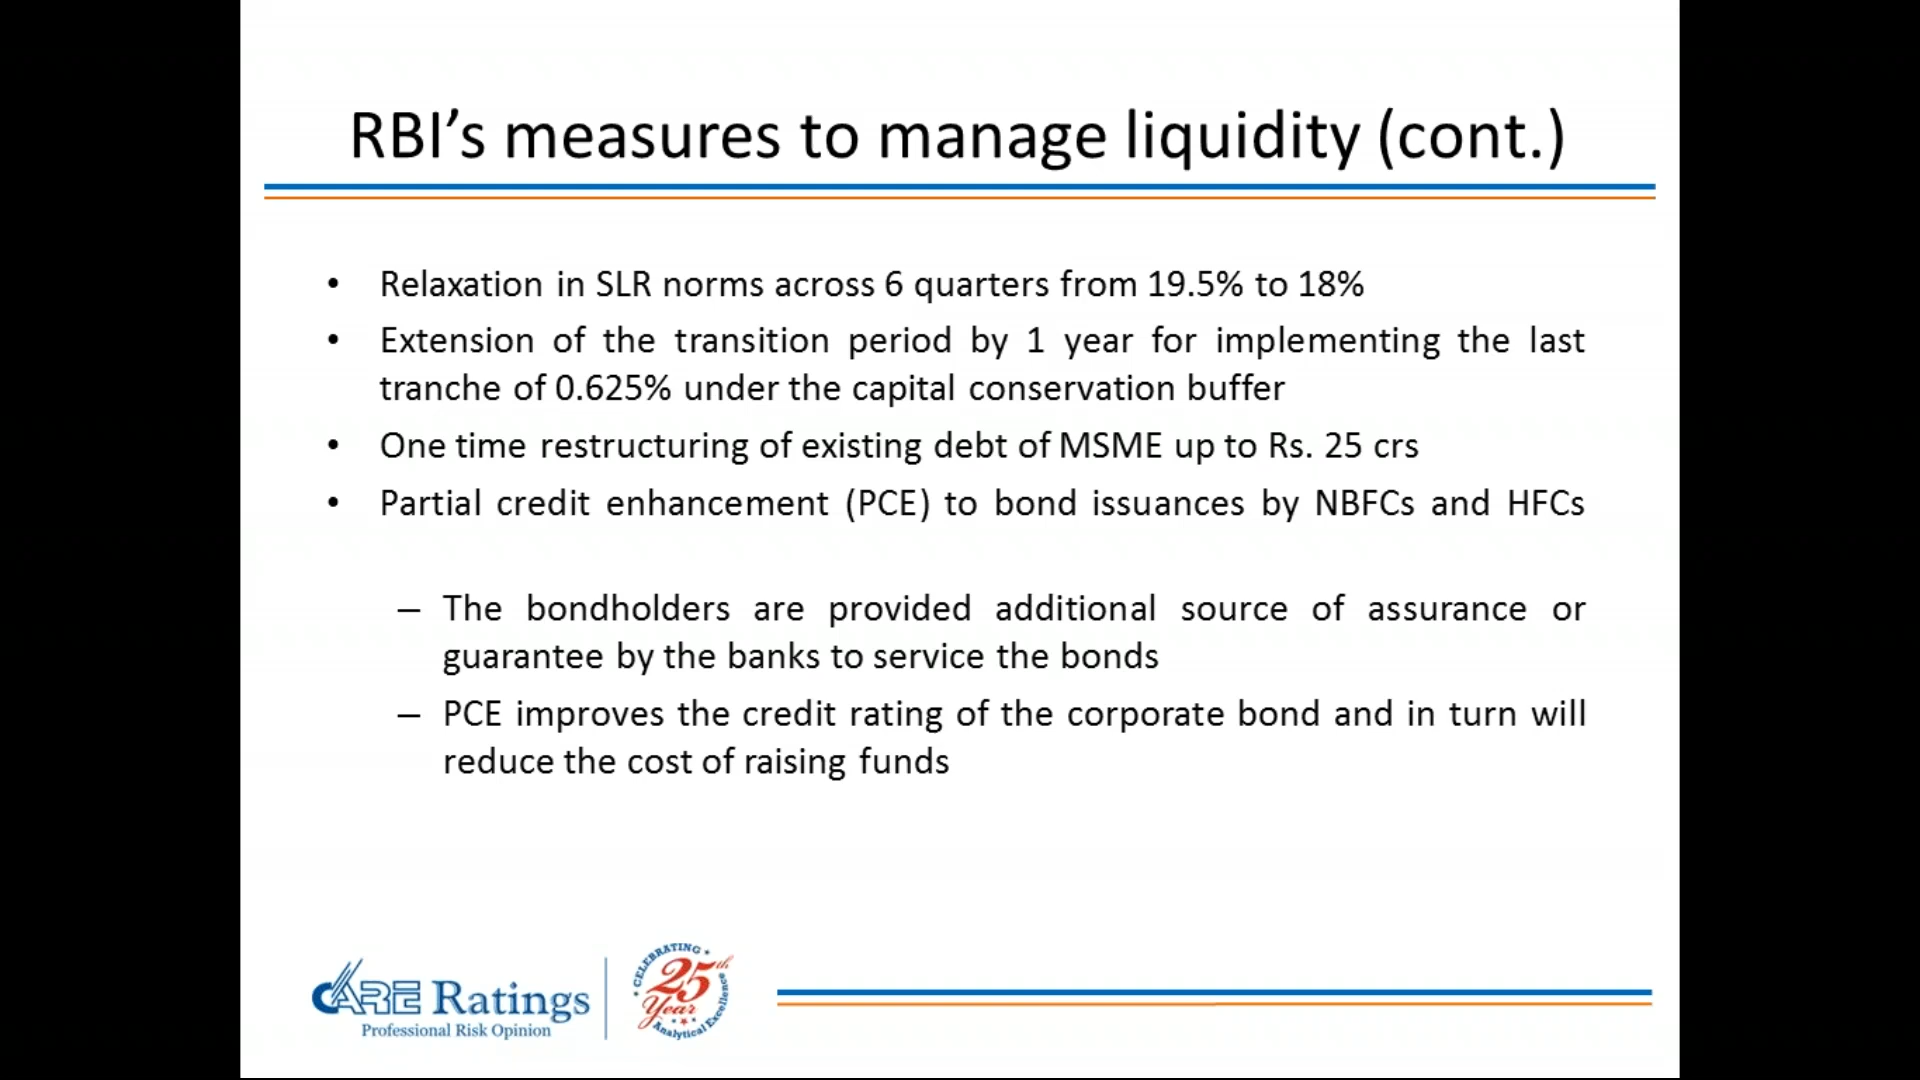 RBI’s measures to manage liquidity (cont.)
• Relaxation in SLR norms across 6 quarters from 19.5% to 18%
• Extension of the transition period by 1 year for implementing the last
tranche of 0.625% under the capital conservation buffer
• One time restructuring of existing debt of MSME up to Rs. 25 crs
• Partial credit enhancement (PCE) to bond issuances by NBFCs and HFCs
– The bondholders are provided additional source of assurance or
guarantee by the banks to service the bonds
– PCE improves the credit rating of the corporate bond and in turn will
reduce the cost of raising funds
CARE Ratings
Professional Risk Opinion
CELEBRATING
25th
Year
Analytical Excellence